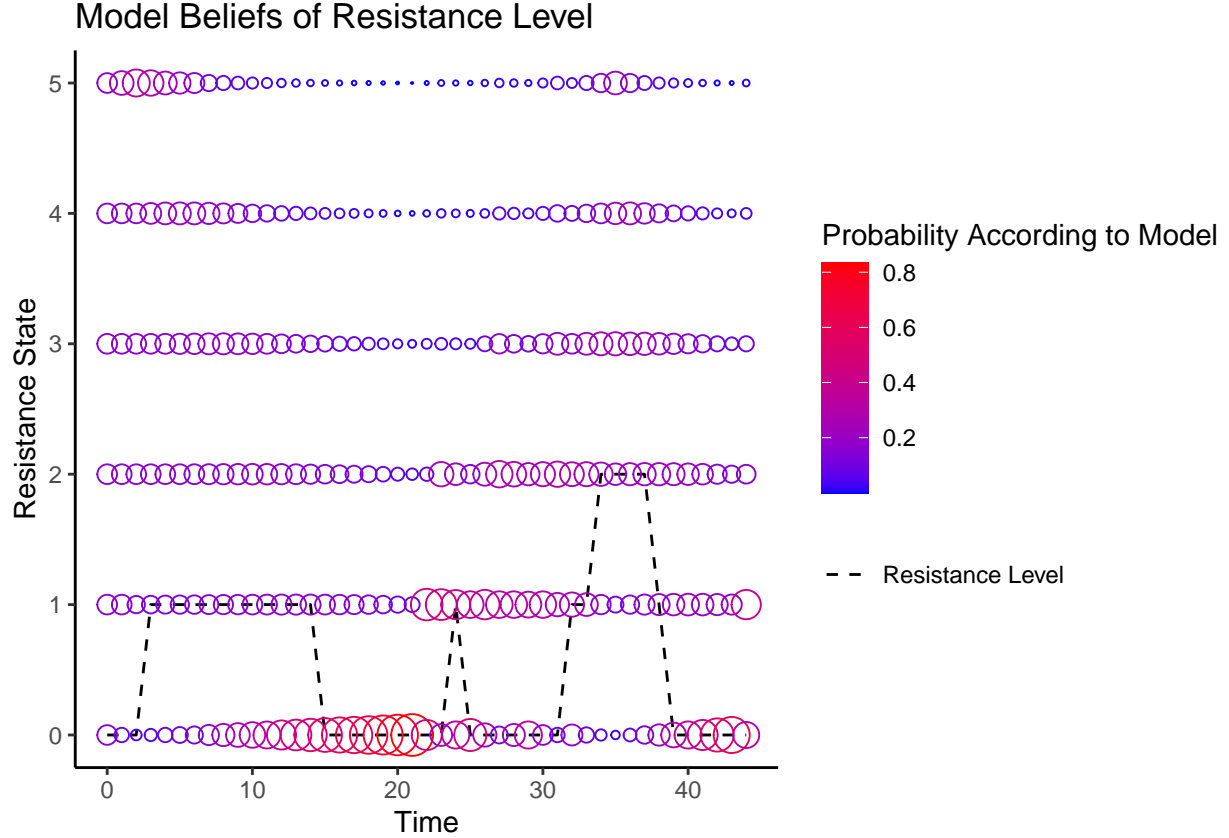 Model Beliefs of Resistance Level
5
4
3
2
1
0
Resistance State
0 10 20 30 40
Time
Probability According to Model
0.8
0.6
0.4
0.2
Resistance Level